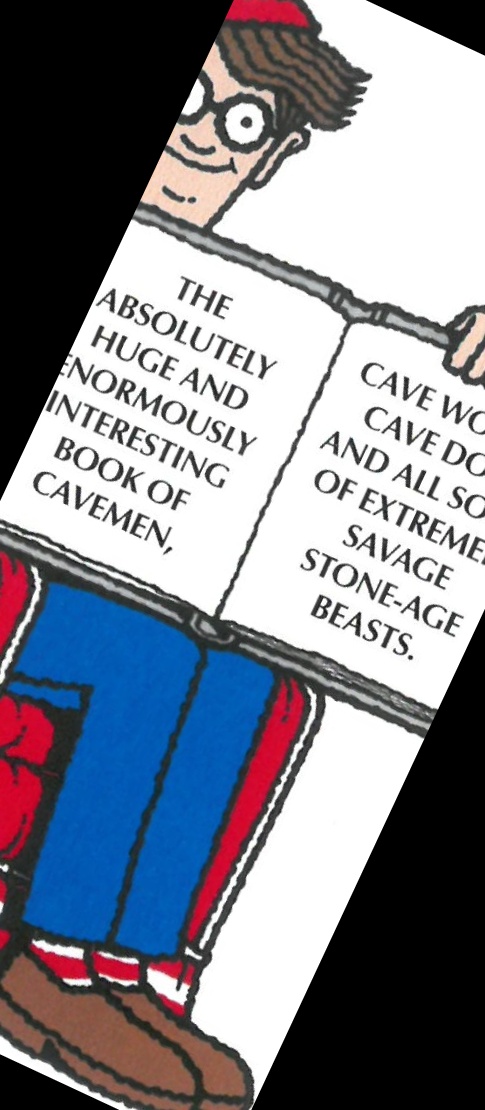 THE
ABSOLUTELY
HUGE AND
ENORMOUSLY
INTERESTING
BOOK OF
CAVEMEN,
CAVE
CAVE
AND ALL
OF
SAVAGE
STONE-AGE
BEASTS.